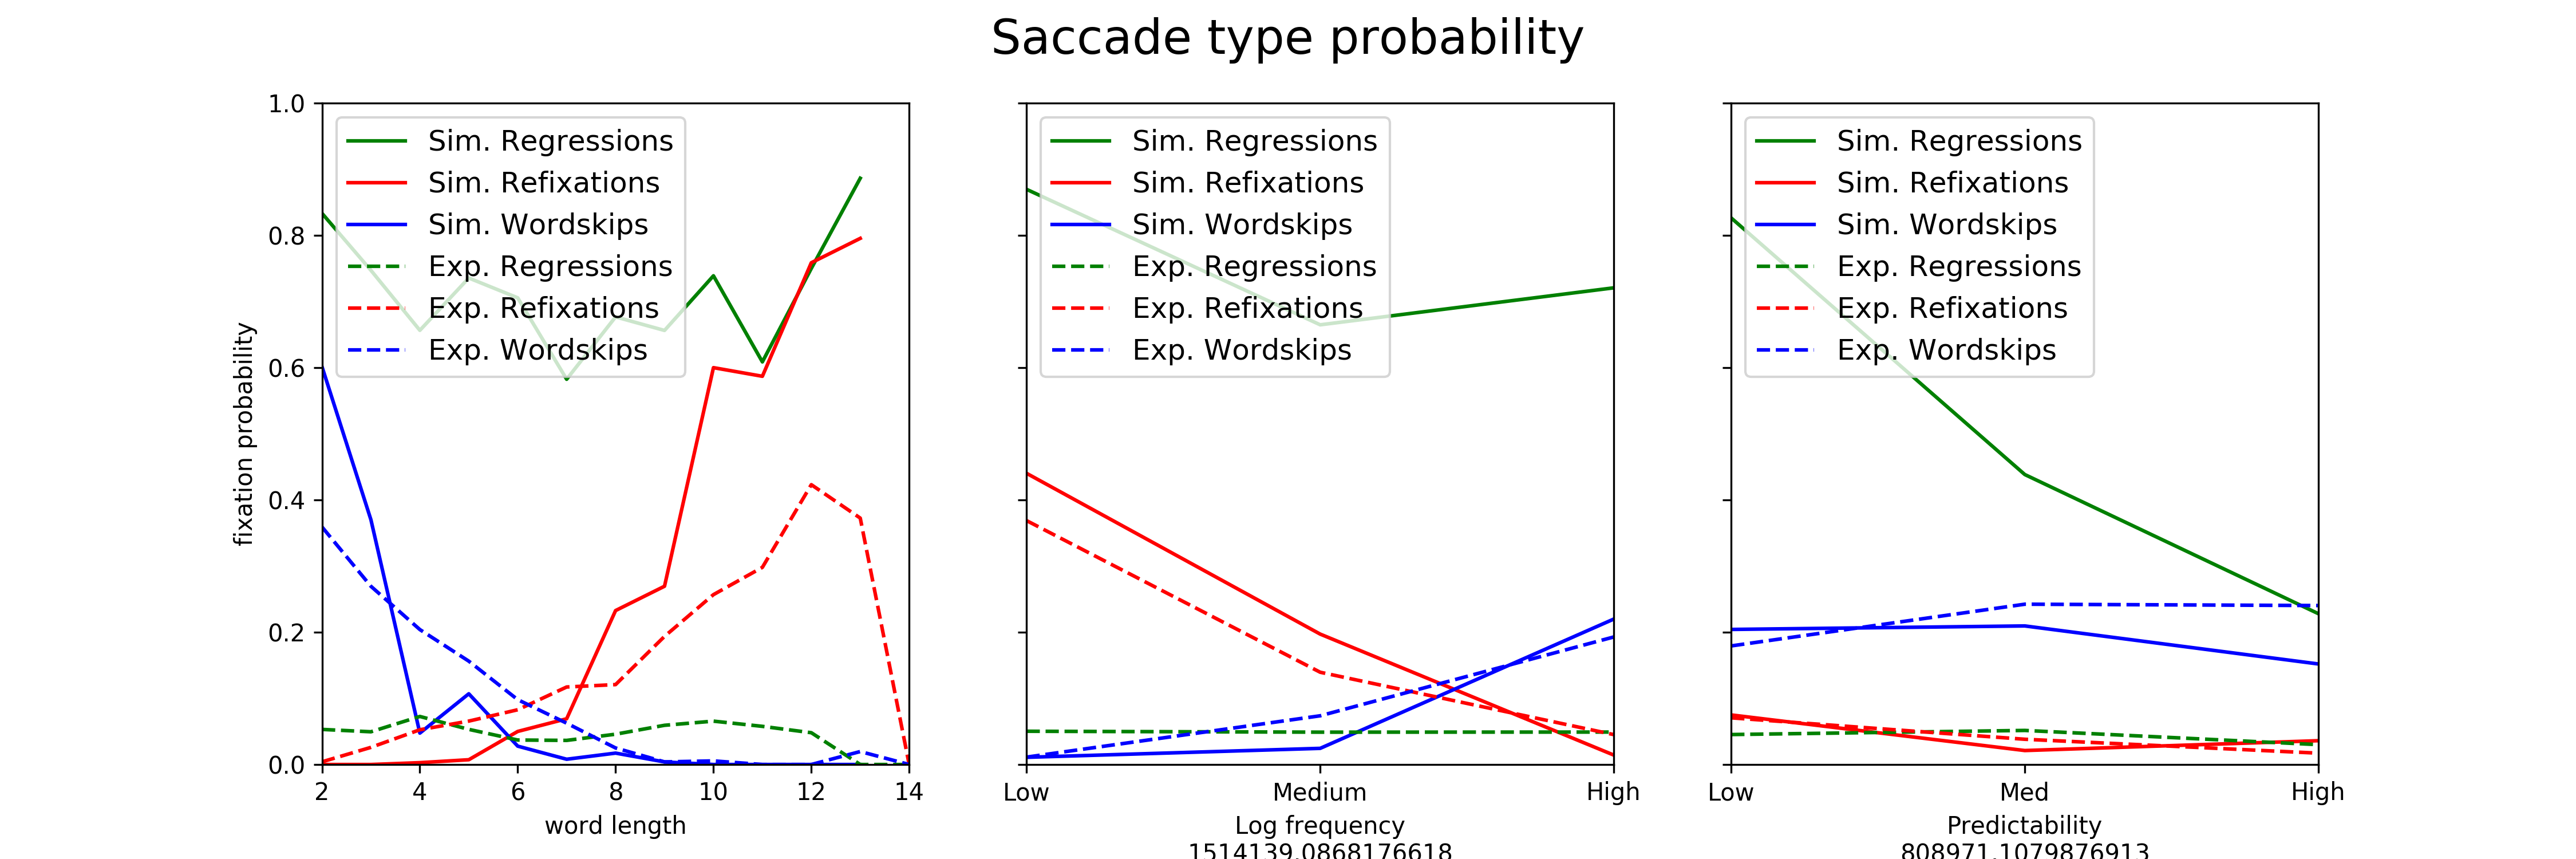 Saccade type probability
fixation probability
1.0
0.8
0.6
0.4
0.2
0.0
Sim. Regressions
Sim. Refixations
Sim. Wordskips
Exp. Regressions
Exp. Refixations
Exp. Wordskips
2 4 6 8 10 12 14
word length
Sim. Regressions
Sim. Refixations
Sim. Wordskips
Exp. Regressions
Exp. Refixations
Exp. Wordskips
Low Medium High
Log frequency
1514139.0868176618
Sim. Regressions
Sim. Refixations
Sim. Wordskips
Exp. Regressions
Exp. Refixations
Exp. Wordskips
Low Med High
Predictability
808971.1079876913